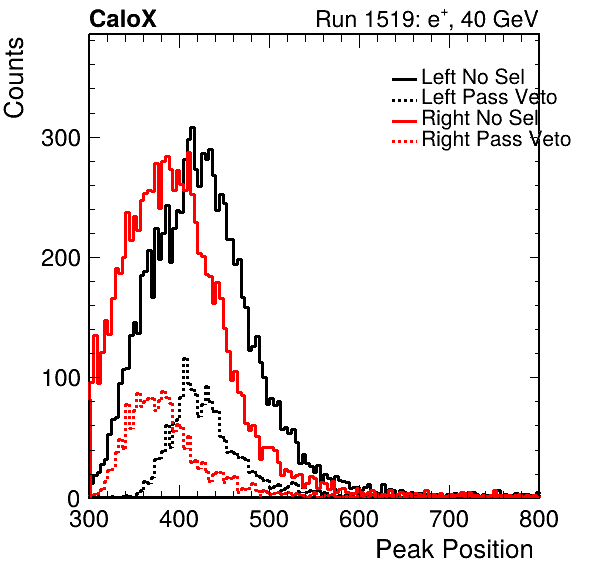 CaloX Run 1519: e⁺, 40 GeV
Counts
Left No Sel
Left Pass Veto
Right No Sel
Right Pass Veto
300
200
100
0
300 400 500 600 700 800
Peak Position